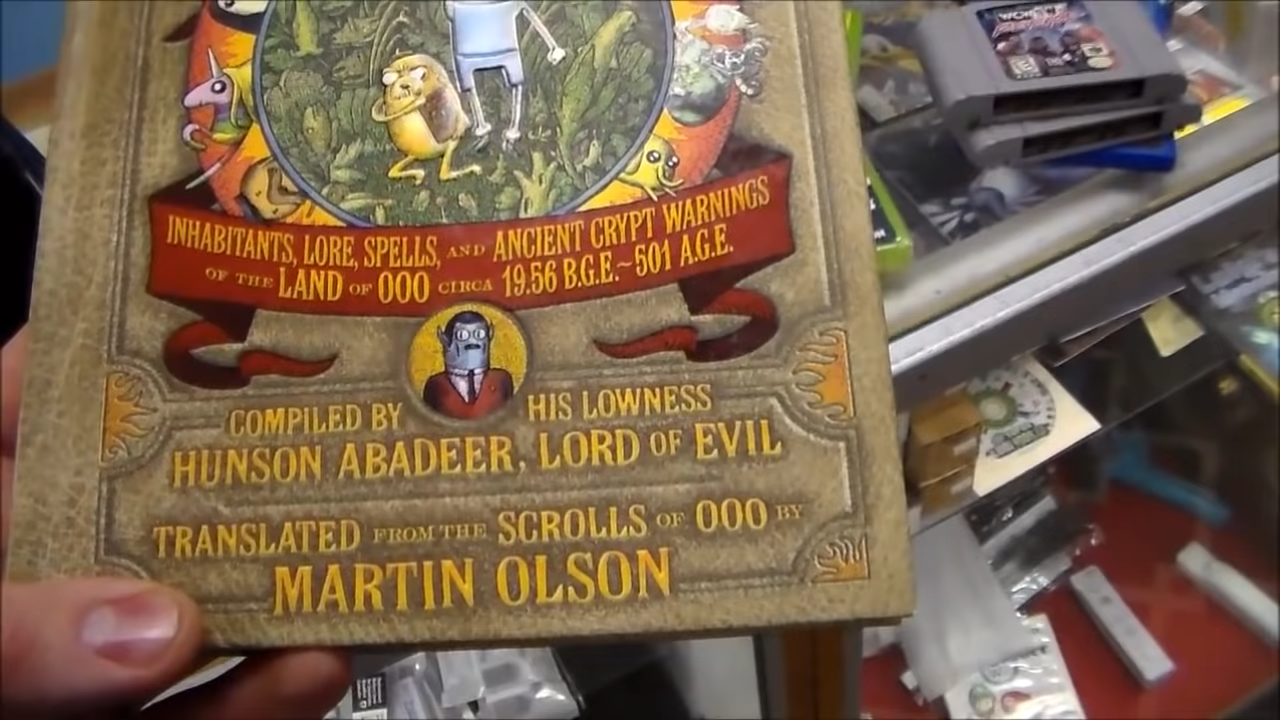 INHABITANTS, LORE, SPELLS, AND ANCIENT CRYPT WARNINGS
OF THE LAND OF OOO CIRCA 19.56 B.G.E.~501 A.G.E.
COMPILED BY HIS LOWNESS
HUNSON ABADEER, LORD OF EVIL
TRANSLATED FROM THE SCROLLS OF OOO BY
MARTIN OLSON